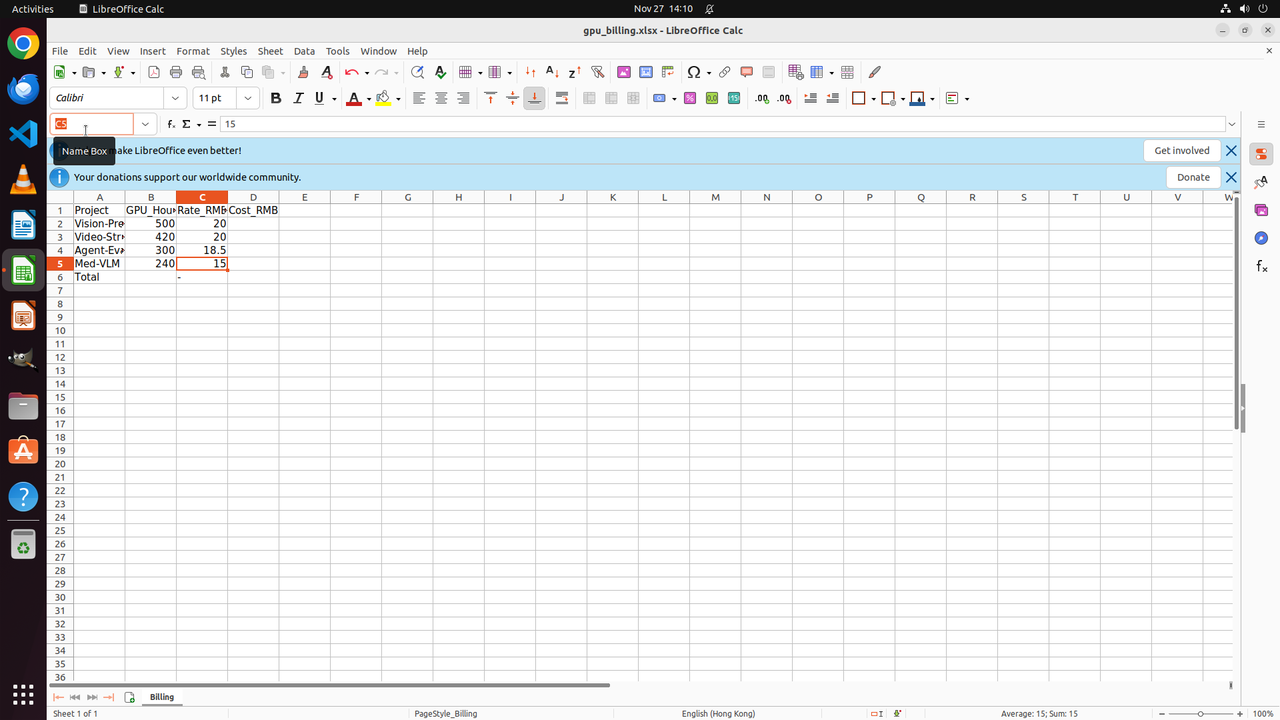 Activities
LibreOffice Calc
Nov 27 14:10
gpu_billing.xlsx - LibreOffice Calc
File Edit View Insert Format Styles Sheet Data Tools Window Help
Calibri
11 pt
C5
15
Name Box
make LibreOffice even better!
Get involved
Your donations support our worldwide community.
Donate
A B C D E F G H I J K L M N O P Q R S T U V W
1 Project GPU_Hou Rate_RMB Cost_RMB
2 Vision-Pre 500 20
3 Video-Str 420 20
4 Agent-Eva 300 18.5
5 Med-VLM 240 15
6 Total -
7
8
9
10
11
12
13
14
15
16
17
18
19
20
21
22
23
24
25
26
27
28
29
30
31
32
33
34
35
36
Billing
Sheet 1 of 1
PageStyle_Billing
English (Hong Kong)
Average: 15; Sum: 15
100%